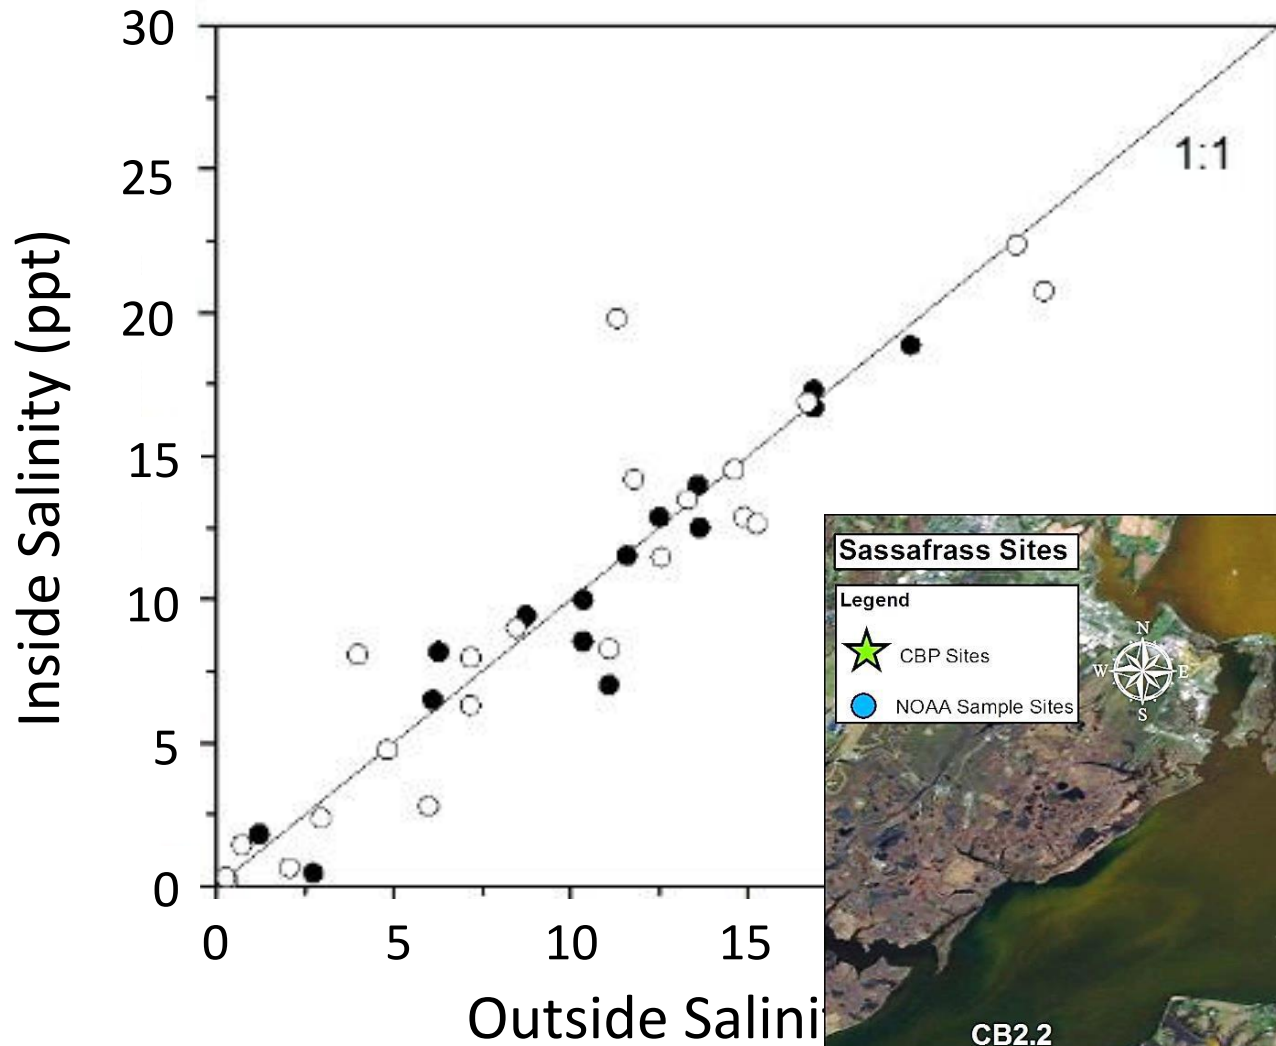 30
25
20
15
10
5
0
Inside Salinity (ppt)
1:1
0 5 10 15
Outside Salini
Sassafrass Sites
Legend
CBP Sites
NOAA Sample Sites
N
W E
S
CB2.2